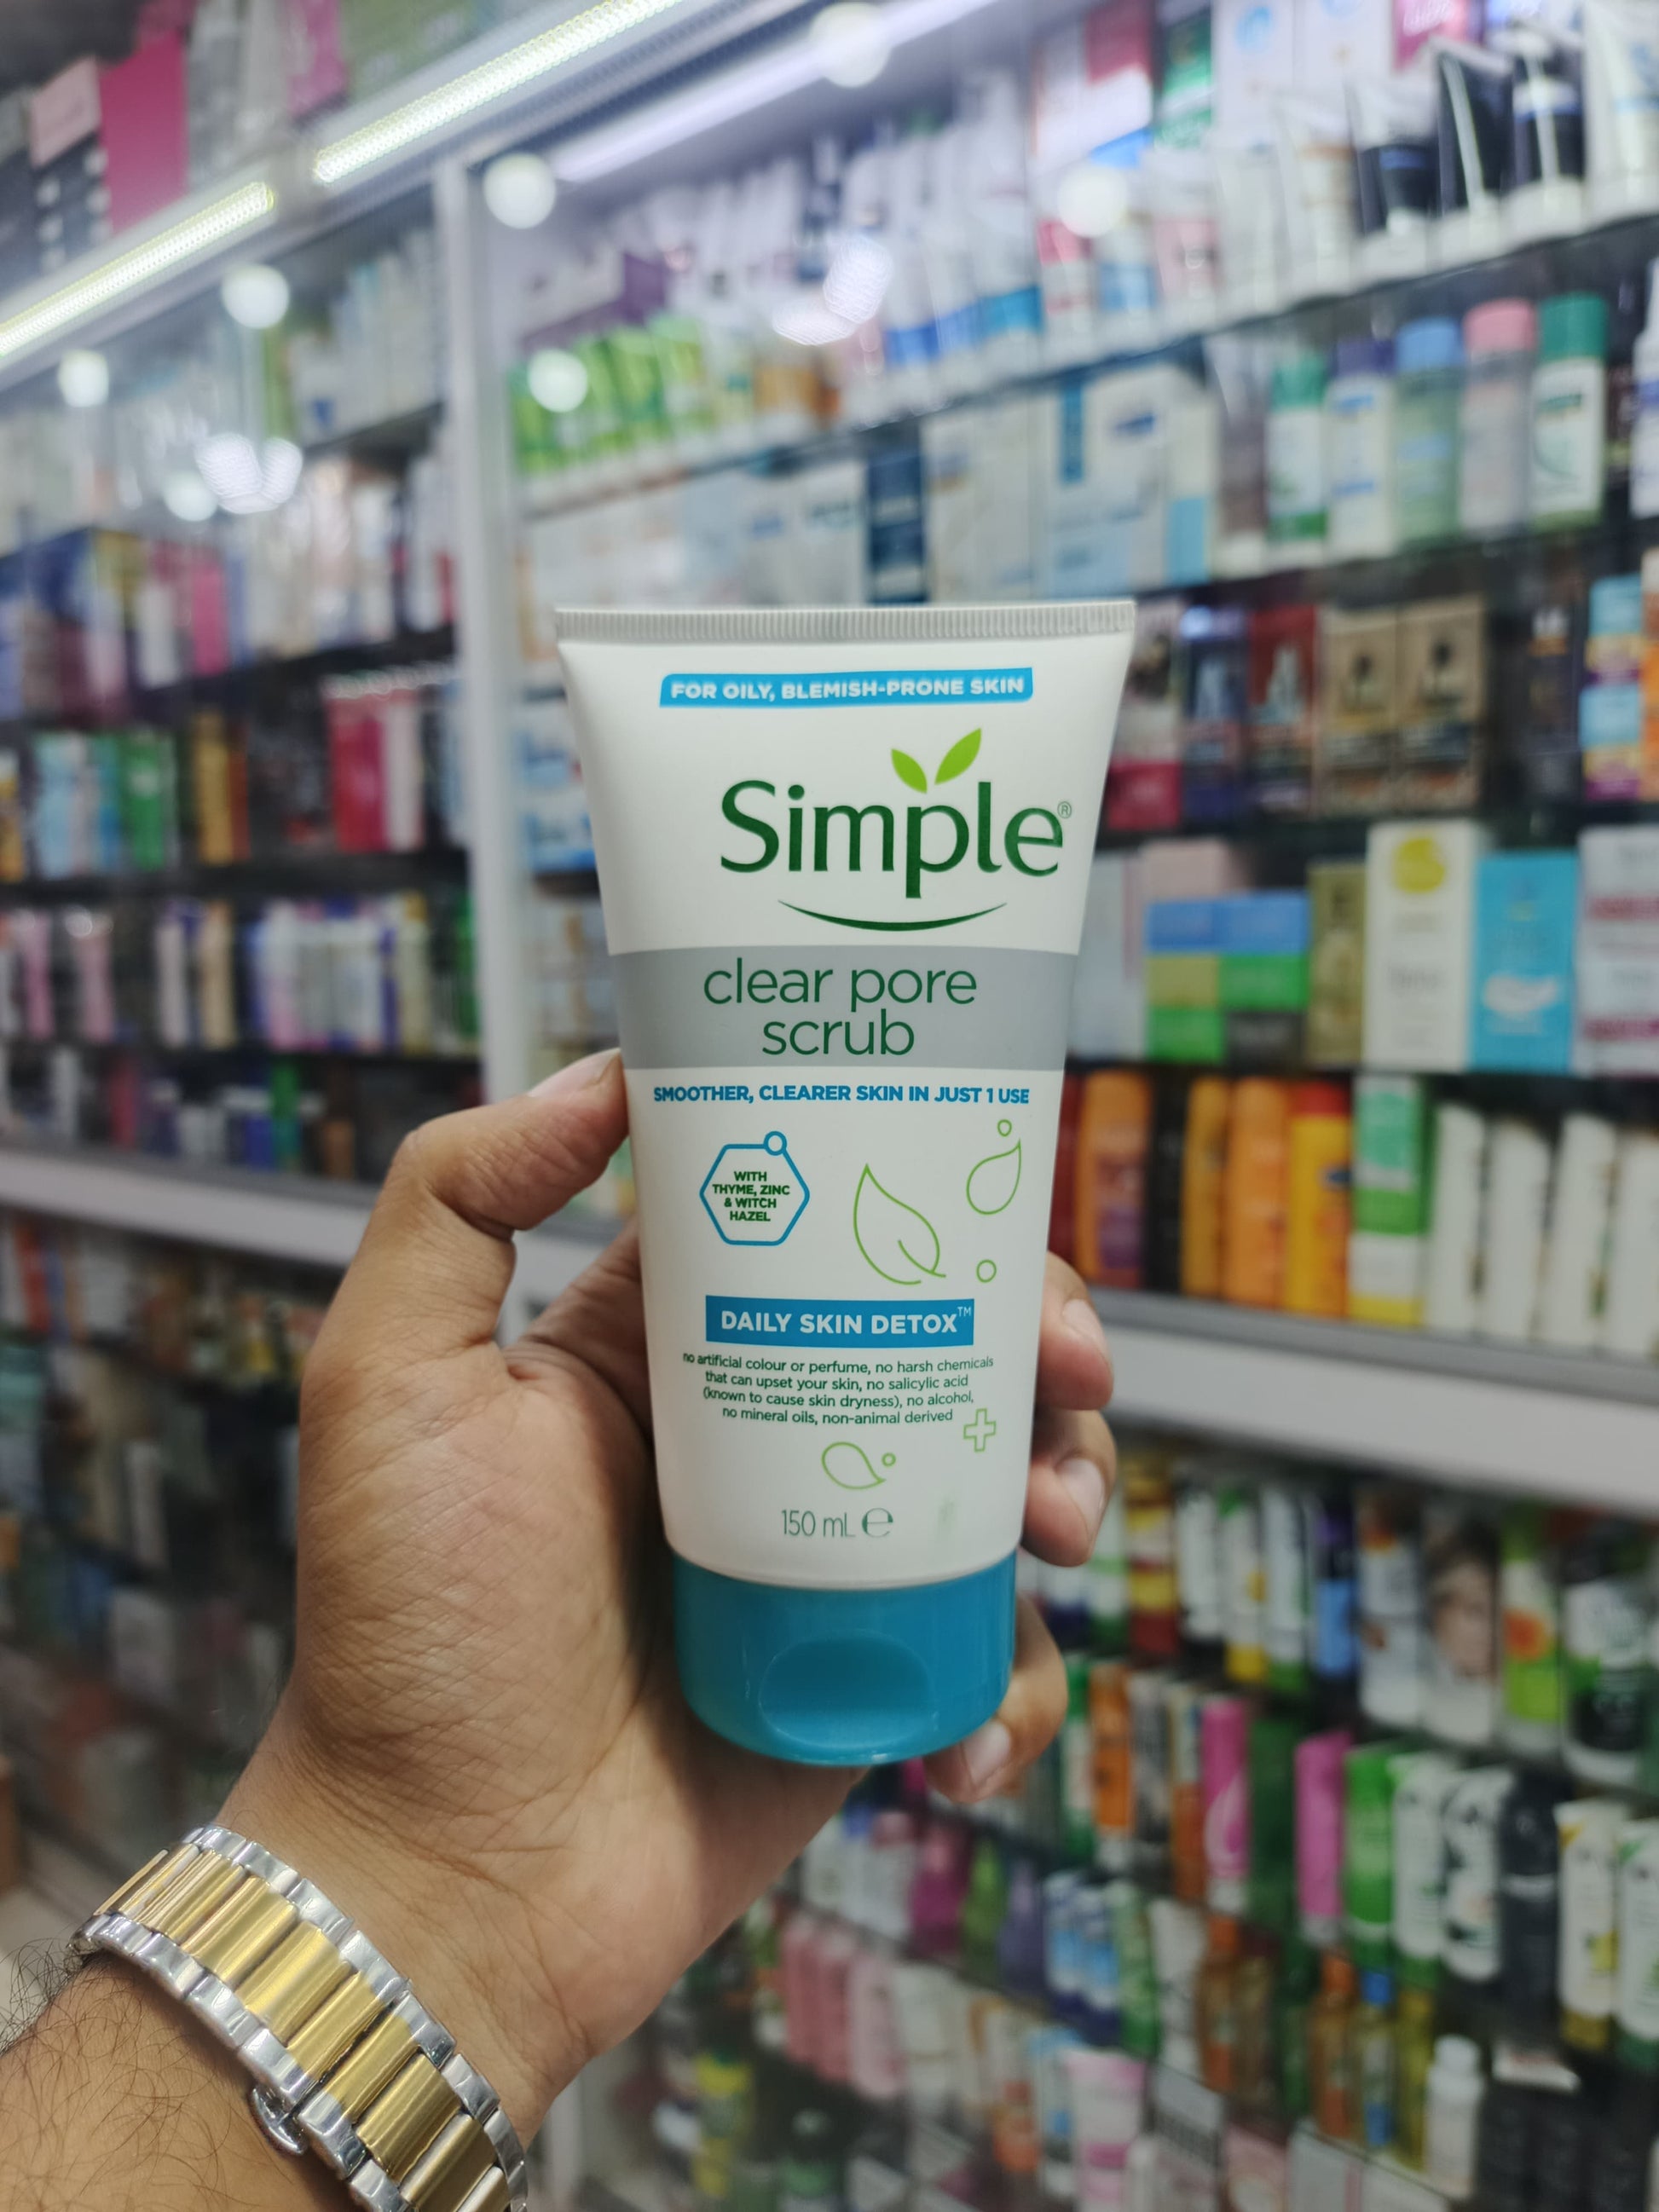 FOR OILY, BLEMISH-PRONE SKIN
Simple®
clear pore
scrub
SMOOTHER, CLEARER SKIN IN JUST 1 USE
WITH
THYME, ZINC
& WITCH
HAZEL
DAILY SKIN DETOX™
no artificial colour or perfume, no harsh chemicals
that can upset your skin, no salicylic acid
(known to cause skin dryness), no alcohol,
no mineral oils, non-animal derived
150 mL ℮